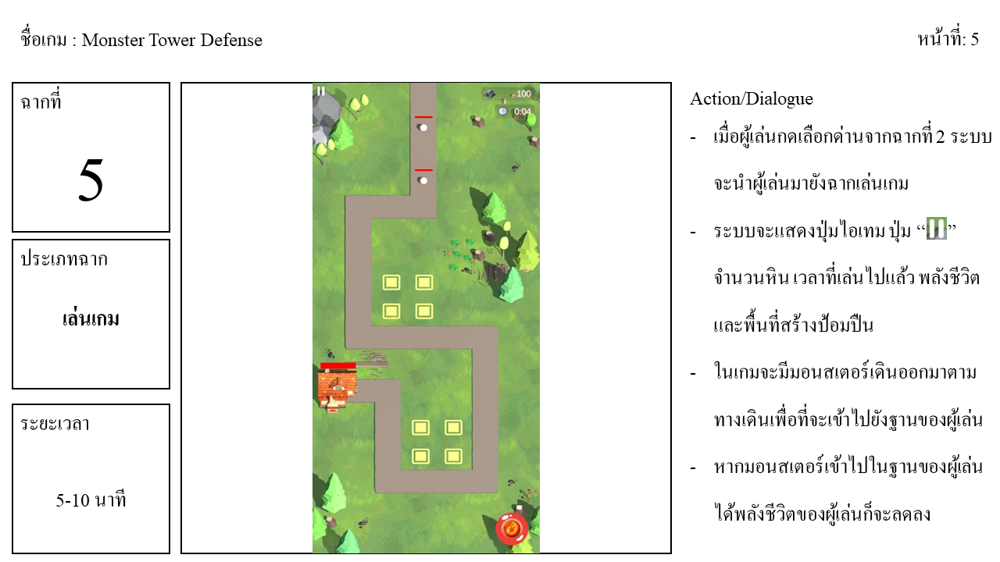 ชื่อเกม : Monster Tower Defense
หน้าที่: 5
ฉากที่
5
ประเภทฉาก
เล่นเกม
ระยะเวลา
5-10 นาที
100
0:04
Action/Dialogue
- เมื่อผู้เล่นกดเลือกด่านจากฉากที่ 2 ระบบ
จะนำผู้เล่นมายังฉากเล่นเกม
- ระบบจะแสดงปุ่มไอเทม ปุ่ม “ ”
จำนวนหิน เวลาที่เล่นไปแล้ว พลังชีวิต
และพื้นที่สร้างป้อมปืน
- ในเกมจะมีมอนสเตอร์เดินออกมาตาม
ทางเดินเพื่อที่จะเข้าไปยังฐานของผู้เล่น
- หากมอนสเตอร์เข้าไปในฐานของผู้เล่น
ได้พลังชีวิตของผู้เล่นก็จะลดลง